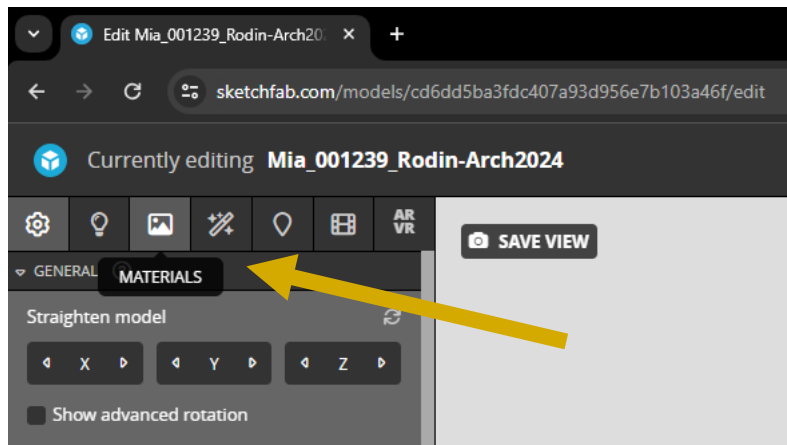 Edit Mia_001239_Rodin-Arch20
sketchfab.com/models/cd6dd5ba3fdc407a93d956e7b103a46f/edit
Currently editing Mia_001239_Rodin-Arch2024
AR
VR
SAVE VIEW
GENERAL
MATERIALS
Straighten model
X Y Z
Show advanced rotation